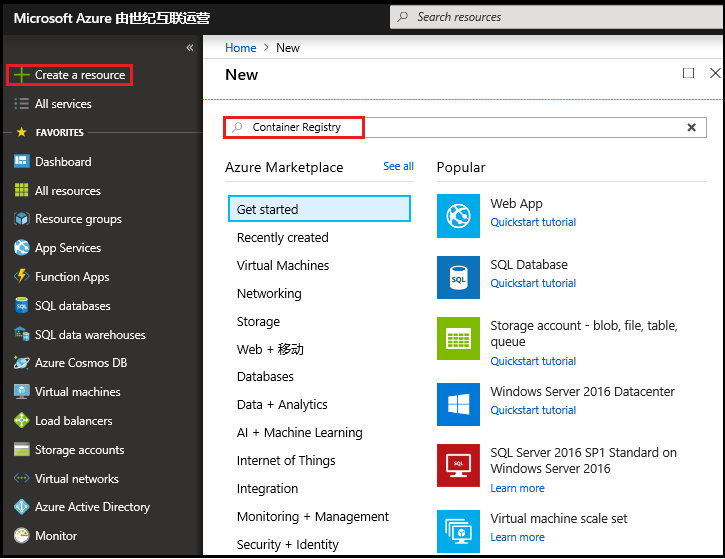 Microsoft Azure 由世纪互联运营
Search resources
«
Create a resource
All services
FAVORITES
Dashboard
All resources
Resource groups
App Services
Function Apps
SQL databases
SQL data warehouses
Azure Cosmos DB
Virtual machines
Load balancers
Storage accounts
Virtual networks
Azure Active Directory
Monitor
Home > New
New
Container Registry
Azure Marketplace See all
Get started
Recently created
Virtual Machines
Networking
Storage
Web + 移动
Databases
Data + Analytics
AI + Machine Learning
Internet of Things
Integration
Monitoring + Management
Security + Identity
Popular
Web App
Quickstart tutorial
SQL
SQL Database
Quickstart tutorial
Storage account - blob, file, table,
queue
Quickstart tutorial
Windows Server 2016 Datacenter
Quickstart tutorial
SQL Server 2016 SP1 Standard on
Windows Server 2016
Learn more
Virtual machine scale set
Learn more